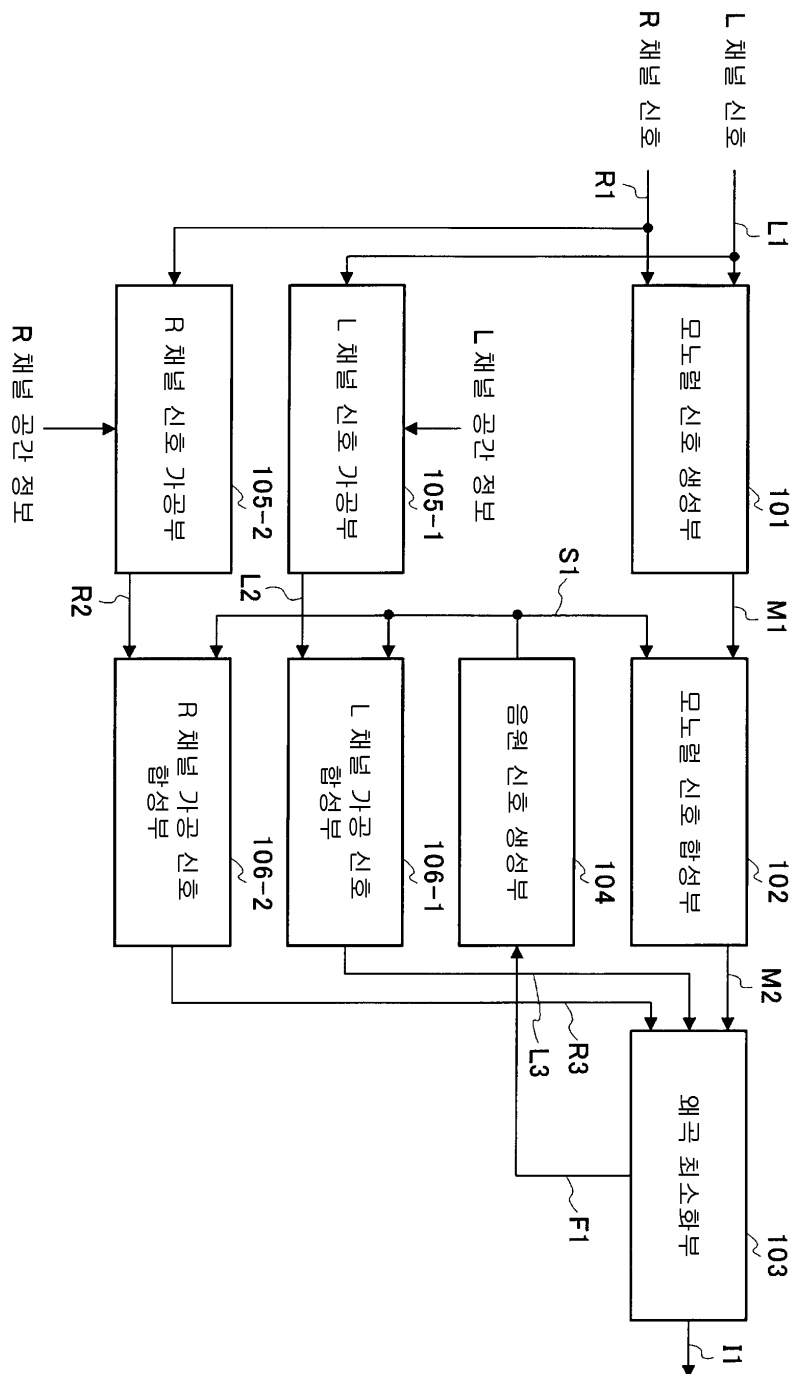 L 채널 신호
R 채널 신호
L1
R1
모노럴 신호 생성부
101
M1
모노럴 신호 합성부
102
M2
왜곡 최소화부
103
I1
S1
음원 신호 생성부
104
F1
L 채널 공간 정보
L 채널 신호 가공부
105-1
L2
L 채널 가공 신호
합성부
106-1
L3
R3
R 채널 신호 가공부
105-2
R2
R 채널 가공 신호
합성부
106-2
R 채널 공간 정보